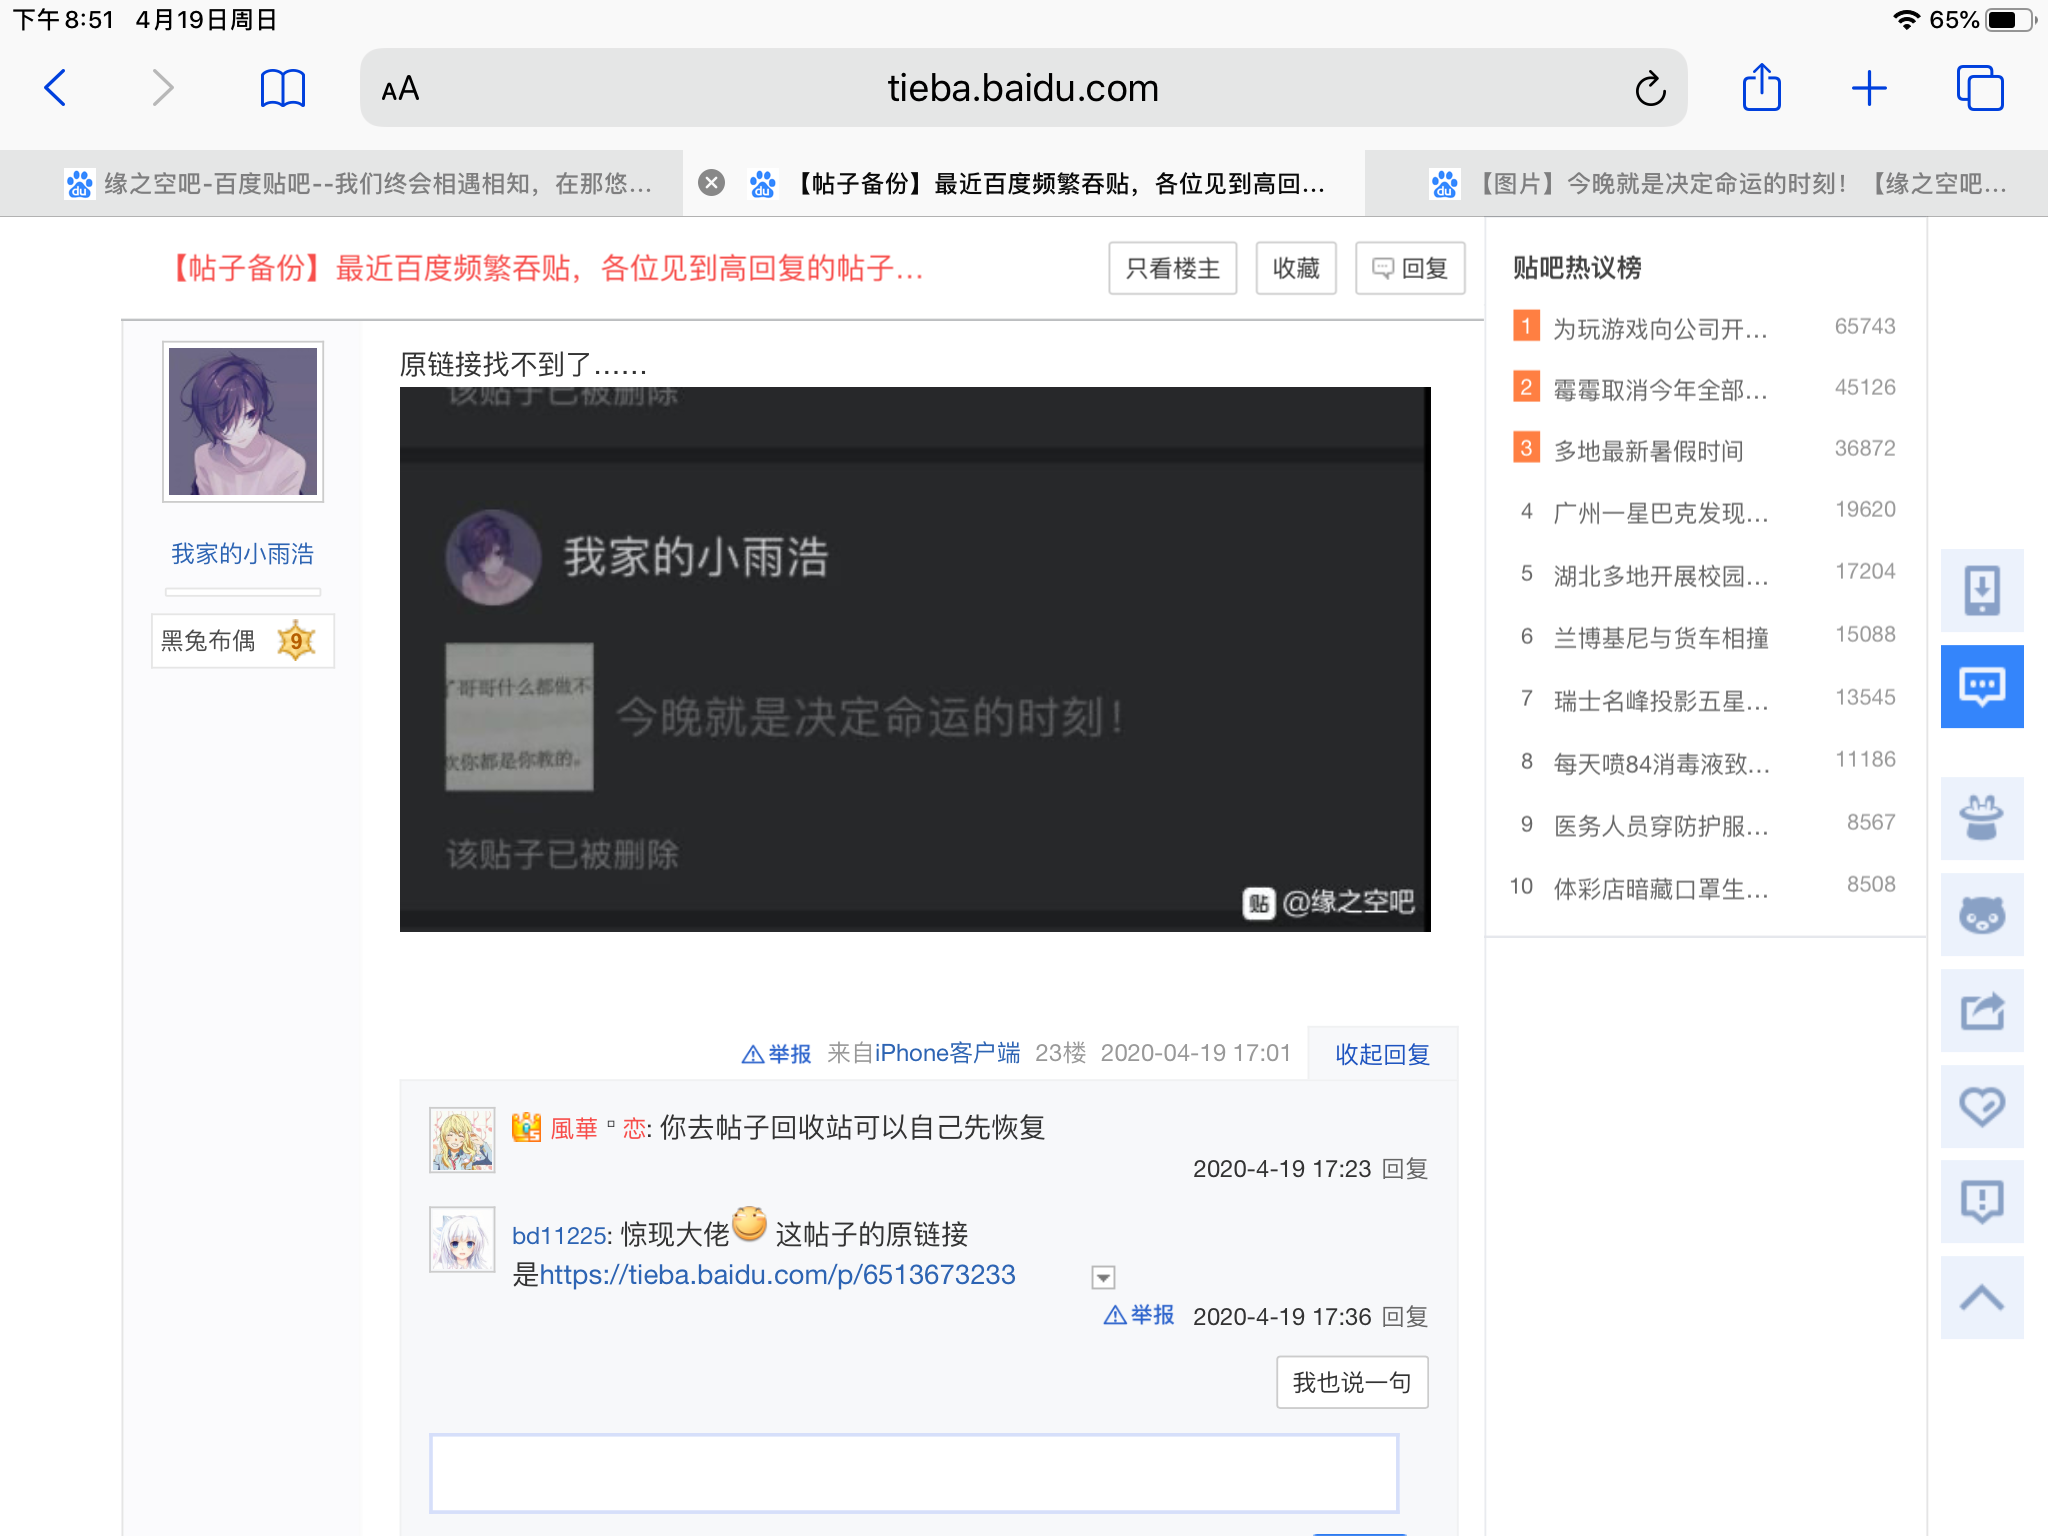 下午8:51 4月19日周日
65%
AA
tieba.baidu.com
缘之空吧-百度贴吧--我们终会相遇相知，在那悠...
【帖子备份】最近百度频繁吞贴，各位见到高回...
【图片】今晚就是决定命运的时刻！【缘之空吧...
【帖子备份】最近百度频繁吞贴，各位见到高回复的帖子...
只看楼主
收藏
回复
我家的小雨浩
黑兔布偶 9
原链接找不到了……
该贴子已被删除
我家的小雨浩
哥哥什么都做不
欢你都是你教的。
今晚就是决定命运的时刻！
该贴子已被删除
贴 @缘之空吧
举报 来自iPhone客户端 23楼 2020-04-19 17:01 收起回复
風華 ▫ 恋: 你去帖子回收站可以自己先恢复
2020-4-19 17:23 回复
bd11225: 惊现大佬 这帖子的原链接
是https://tieba.baidu.com/p/6513673233
举报 2020-4-19 17:36 回复
我也说一句
贴吧热议榜
1 为玩游戏向公司开... 65743
2 霉霉取消今年全部... 45126
3 多地最新暑假时间 36872
4 广州一星巴克发现... 19620
5 湖北多地开展校园... 17204
6 兰博基尼与货车相撞 15088
7 瑞士名峰投影五星... 13545
8 每天喷84消毒液致... 11186
9 医务人员穿防护服... 8567
10 体彩店暗藏口罩生... 8508